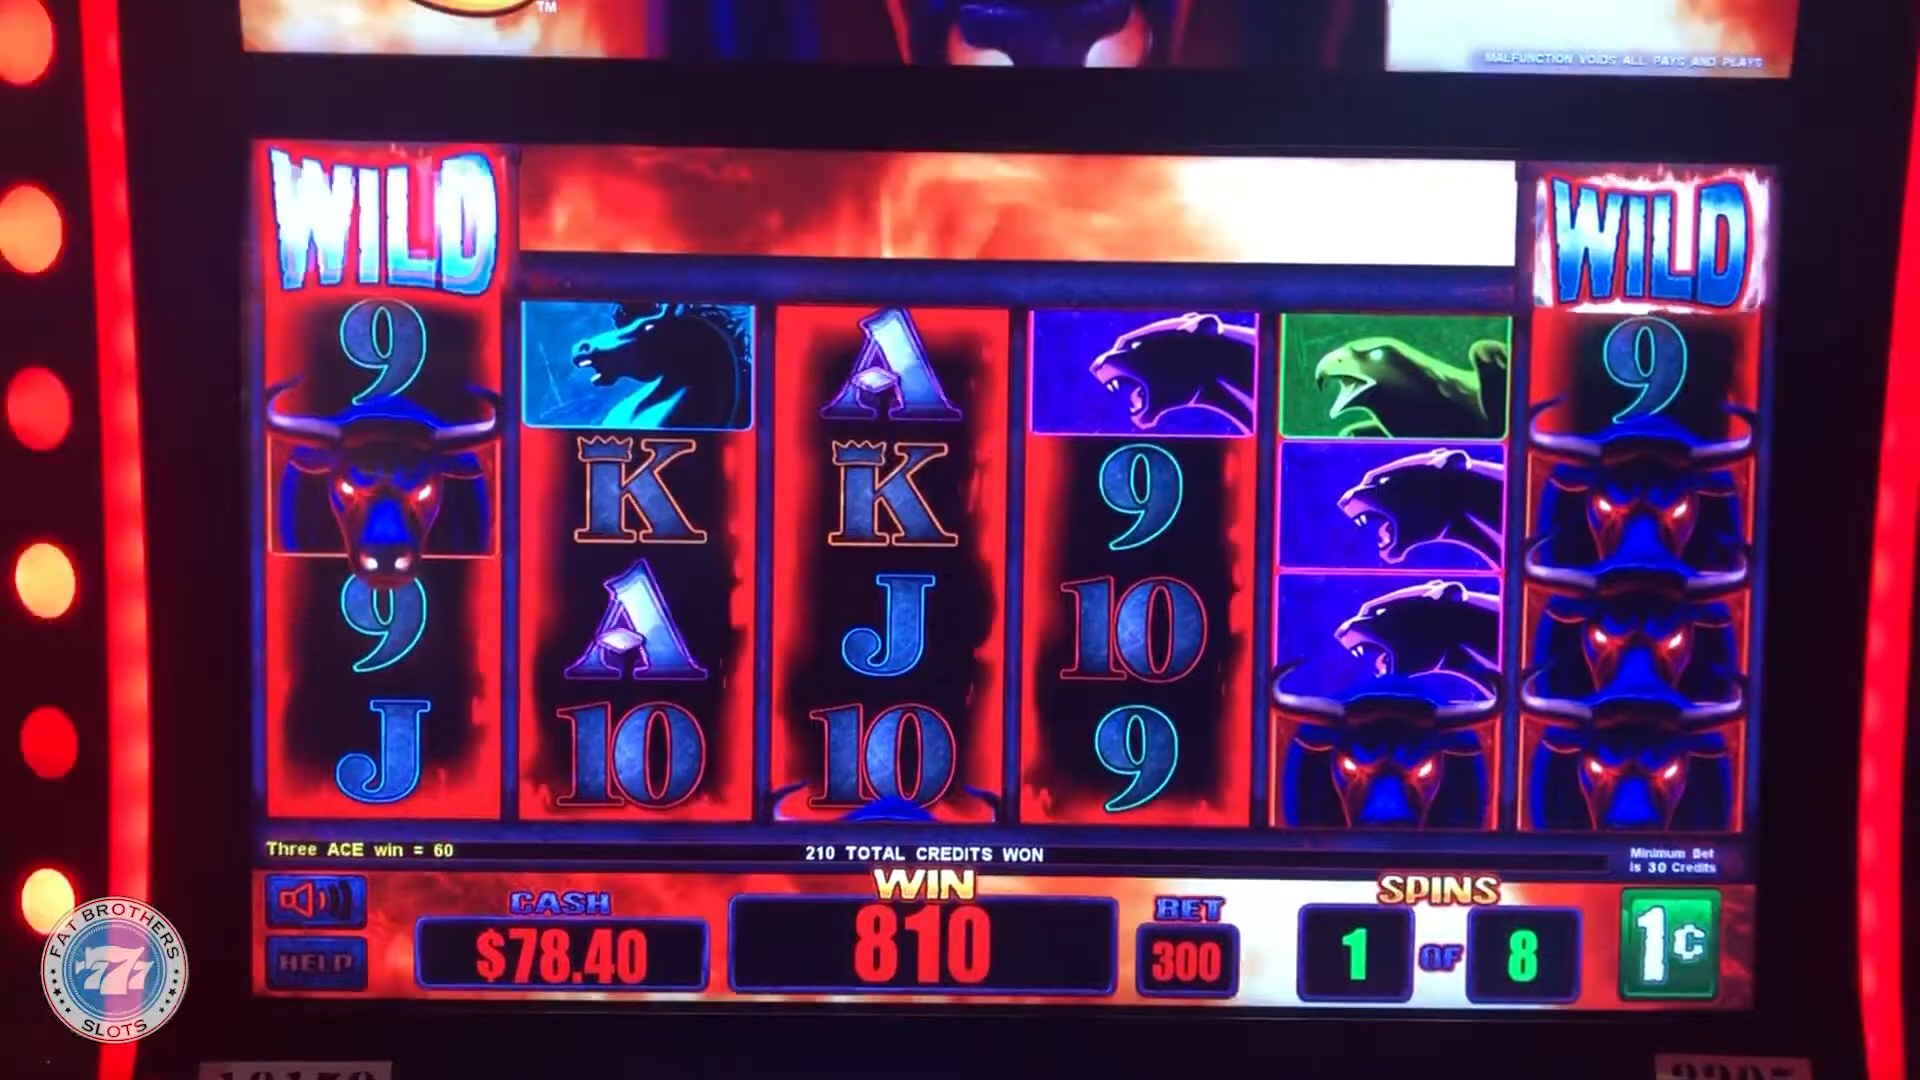 TM
MALFUNCTION VOIDS ALL PAYS AND PLAYS
WILD
WILD
9
A
9
K
K
9
9
A
J
10
J
10
10
9
Three ACE win = 60
210 TOTAL CREDITS WON
Minimum Bet
is 30 Credits
CASH
WIN
BET
SPINS
HELP
$78.40
810
300
1 OF 8
1¢
FAT BROTHERS
777
SLOTS